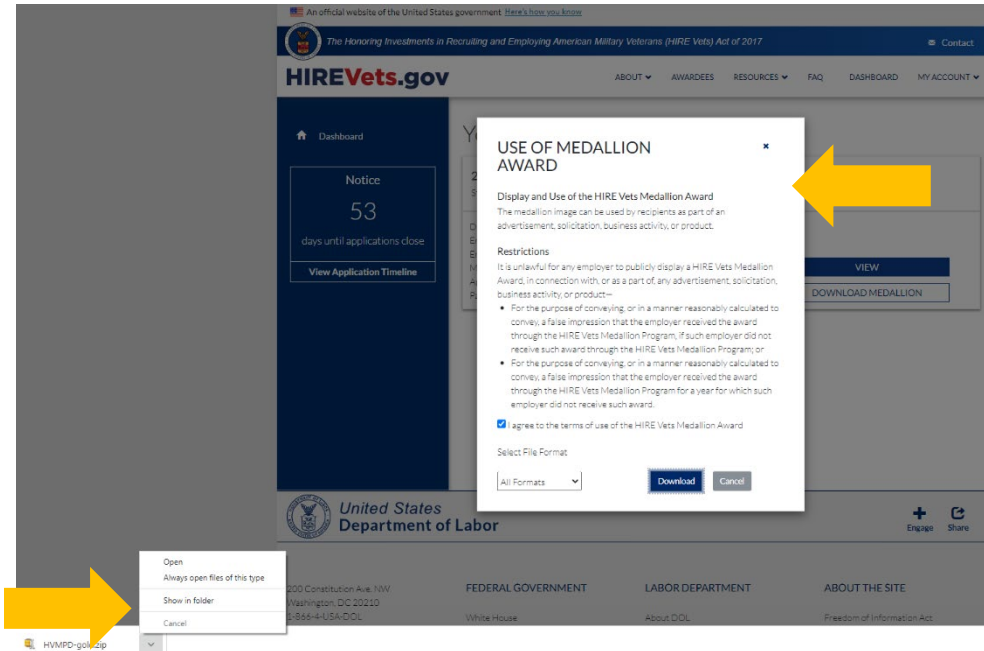 An official website of the United States government Here's how you know
The Honoring Investments in Recruiting and Employing American Military Veterans (HIRE Vets) Act of 2017
Contact
HIREVets.gov
ABOUT AWARDEES RESOURCES FAQ DASHBOARD MY ACCOUNT
Dashboard
Notice
53
days until applications close
View Application Timeline
USE OF MEDALLION
AWARD
Display and Use of the HIRE Vets Medallion Award
The medallion image can be used by recipients as part of an
advertisement, solicitation, business activity, or product.
Restrictions
It is unlawful for any employer to publicly display a HIRE Vets Medallion
Award, in connection with, or as a part of, any advertisement, solicitation,
business activity, or product—
For the purpose of conveying, or in a manner reasonably calculated to
convey, a false impression that the employer received the award
through the HIRE Vets Medallion Program, if such employer did not
receive such award through the HIRE Vets Medallion Program; or
For the purpose of conveying, or in a manner reasonably calculated to
convey, a false impression that the employer received the award
through the HIRE Vets Medallion Program for a year for which such
employer did not receive such award.
I agree to the terms of use of the HIRE Vets Medallion Award
Select File Format
All Formats
Download
Cancel
VIEW
DOWNLOAD MEDALLION
United States
Department of Labor
Engage
Share
200 Constitution Ave. NW
Washington, DC 20210
1-866-4-USA-DOL
FEDERAL GOVERNMENT
White House
LABOR DEPARTMENT
About DOL
ABOUT THE SITE
Freedom of Information Act
Open
Always open files of this type
Show in folder
Cancel